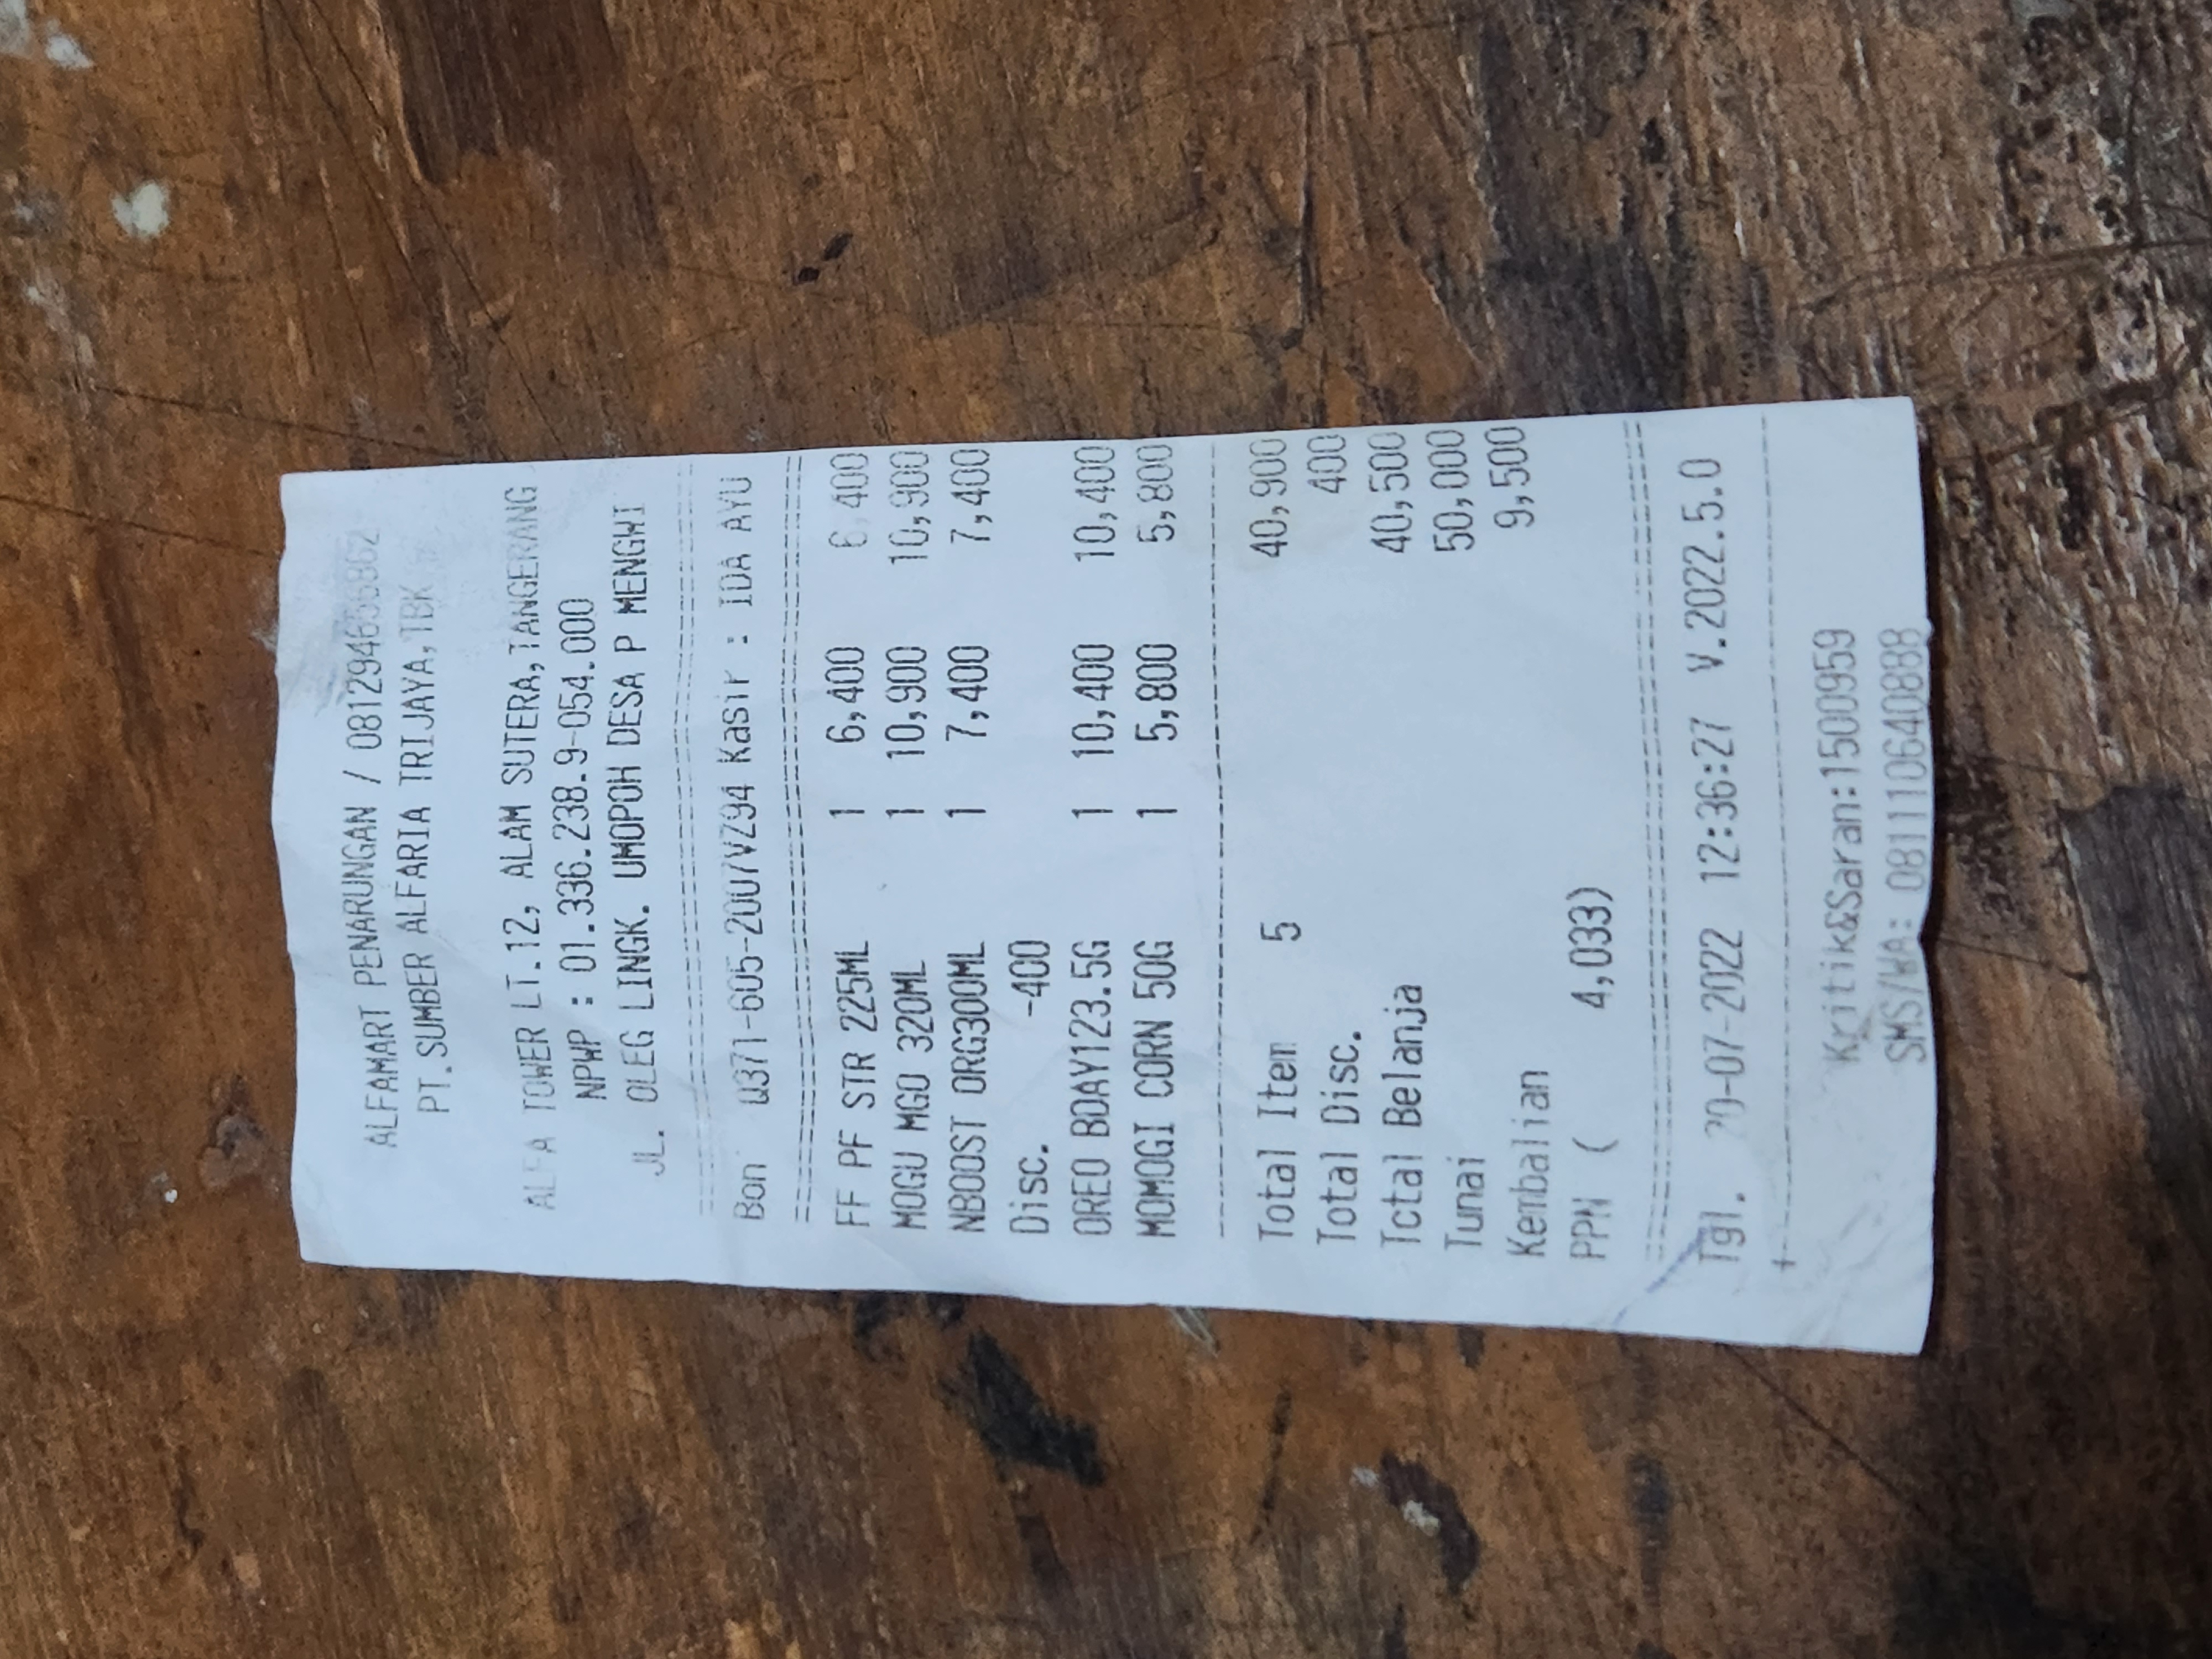 ALFAMART PENARUNGAN / 081294656862
PT.SUMBER ALFARIA TRIJAYA,TBK
ALFA TOWER LT.12, ALAM SUTERA,TANGERANG
NPWP : 01.336.238.9-054.000
JL. OLEG LINGK. UMOPOH DESA P MENGWI
Bon Q371-605-2007VZ94 Kasir : IDA AYU
FF PF STR 225ML 1 6,400 6,400
MOGU MGO 320ML 1 10,900 10,900
NBOOST ORG300ML 1 7,400 7,400
Disc. -400
OREO BDAY123.5G 1 10,400 10,400
MOMOGI CORN 50G 1 5,800 5,800
Total Item 5 40,900
Total Disc. 400
Total Belanja 40,500
Tunai 50,000
Kembalian 9,500
PPN ( 4,033)
Tgl. 20-07-2022 12:36:27 V.2022.5.0
Kritik&Saran:1500959
SMS/WA: 081110640888